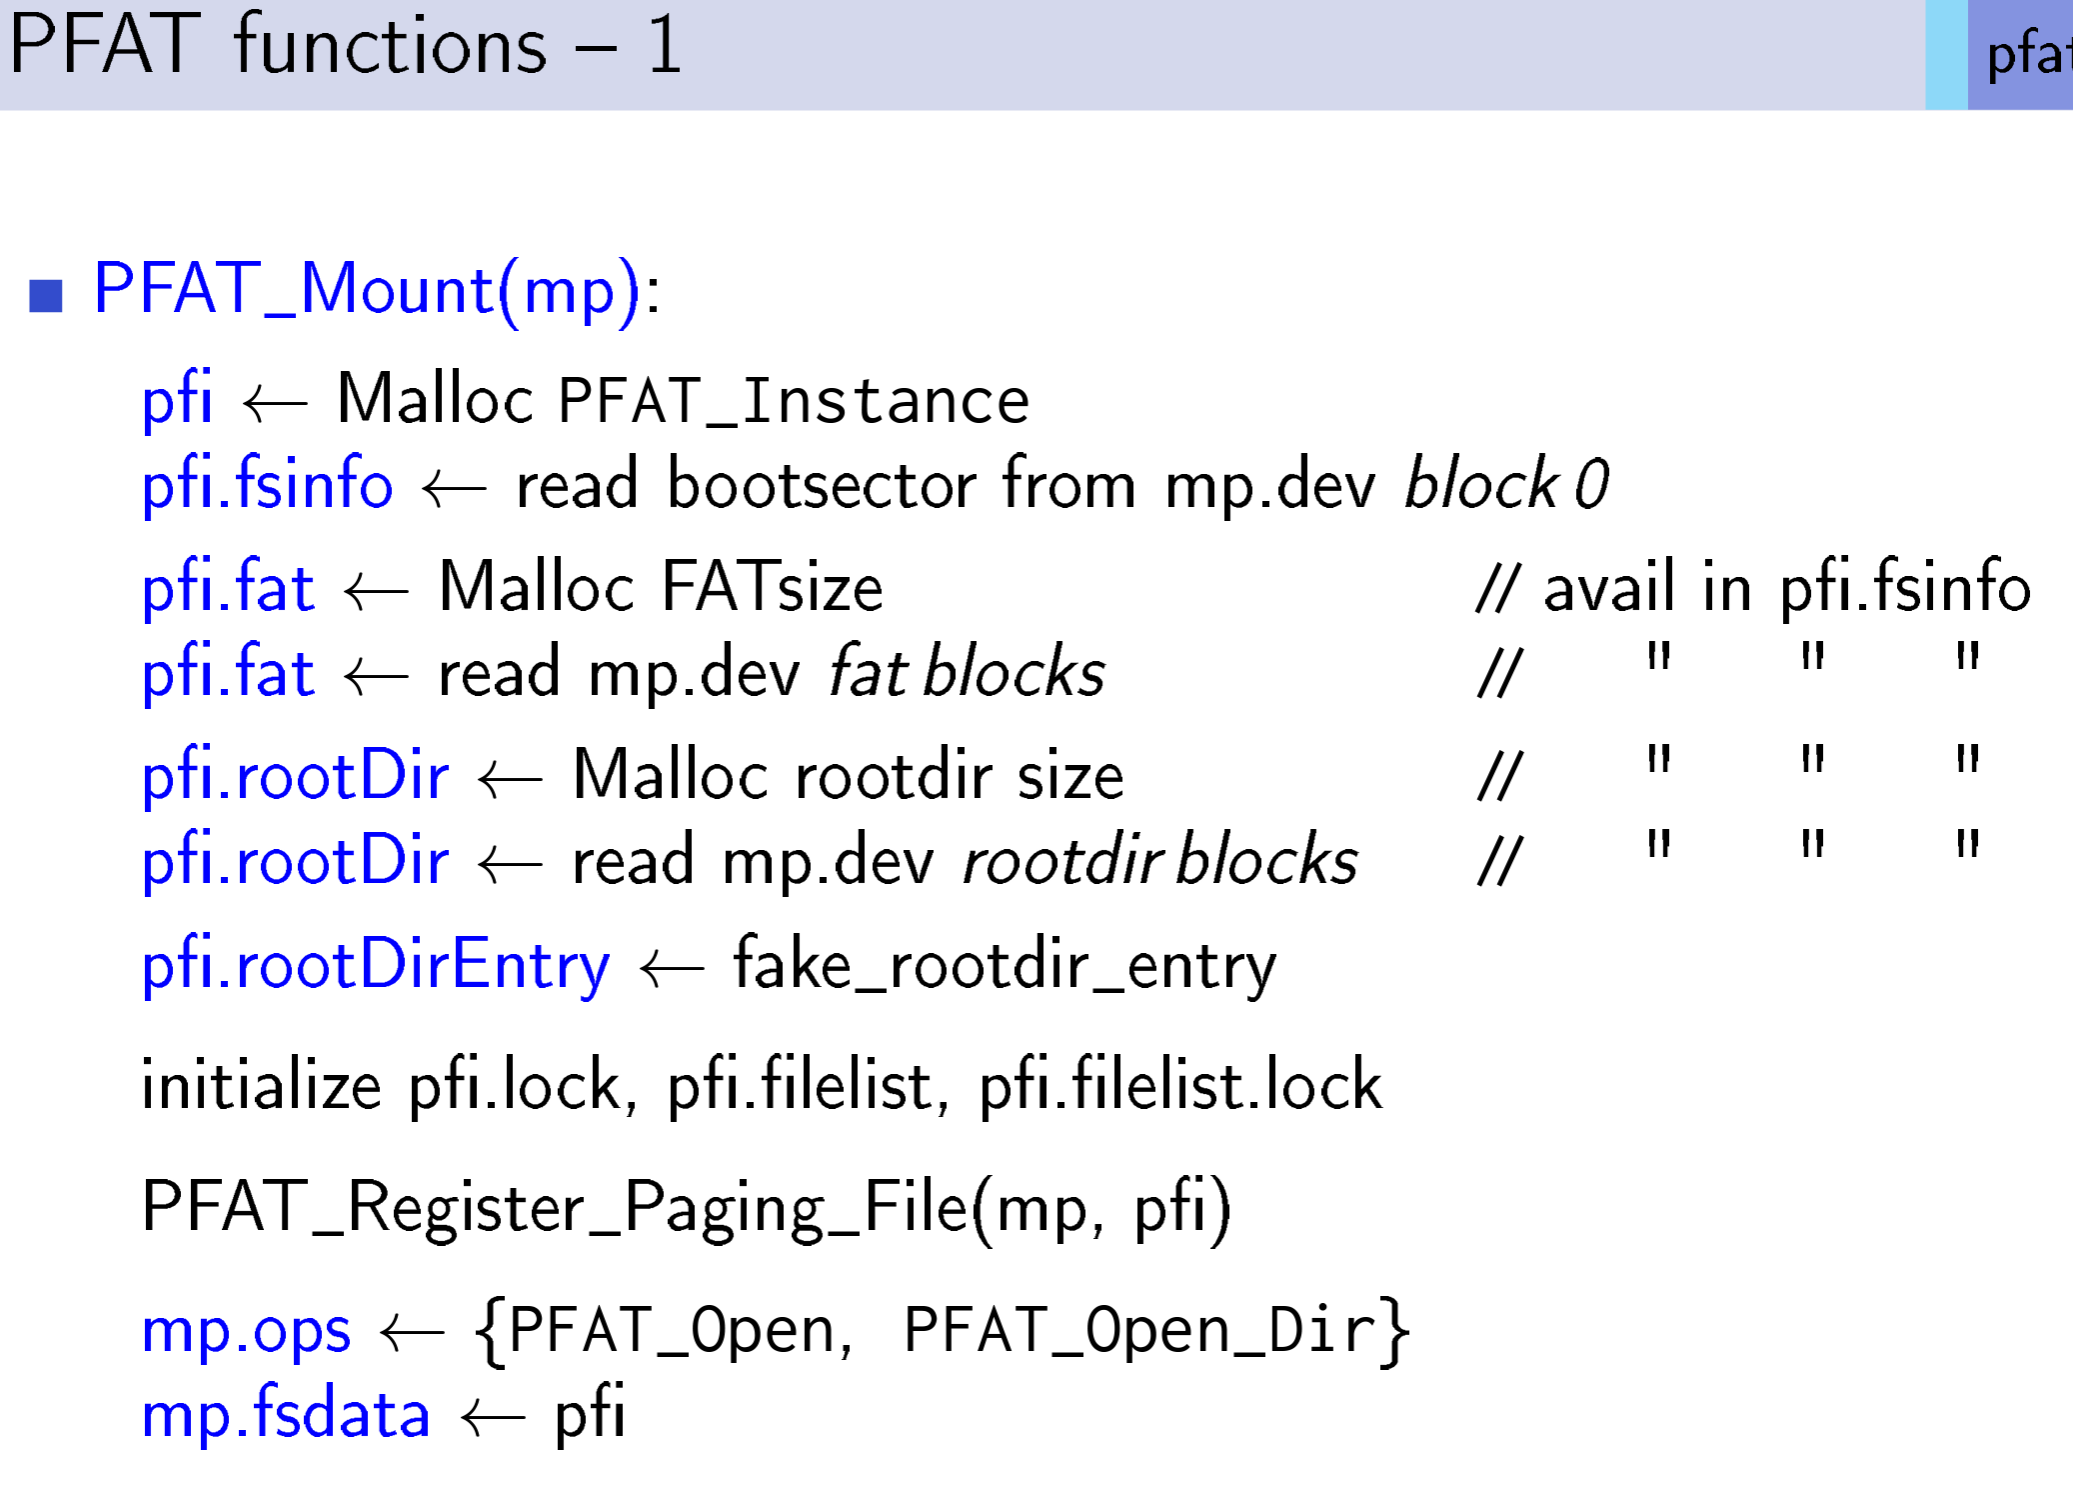 PFAT functions – 1
pfat
PFAT_Mount(mp):
pfi ← Malloc PFAT_Instance
pfi.fsinfo ← read bootsector from mp.dev block 0
pfi.fat ← Malloc FATsize // avail in pfi.fsinfo
pfi.fat ← read mp.dev fat blocks // " " "
pfi.rootDir ← Malloc rootdir size // " " "
pfi.rootDir ← read mp.dev rootdir blocks // " " "
pfi.rootDirEntry ← fake_rootdir_entry
initialize pfi.lock, pfi.filelist, pfi.filelist.lock
PFAT_Register_Paging_File(mp, pfi)
mp.ops ← {PFAT_Open, PFAT_Open_Dir}
mp.fsdata ← pfi